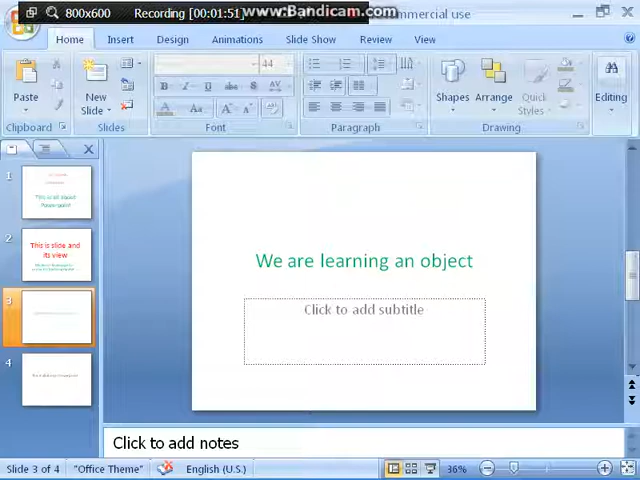 800x600 Recording [00:01:51] www.Bandicam.com mmercial use
Home Insert Design Animations Slide Show Review View
44
Paste
New
Slide
Shapes
Arrange
Quick
Styles
Editing
Clipboard Slides Font Paragraph Drawing
1
This is all about
Powerpoint
2
This is slide and
its view
3
4
We are learning an object
Click to add subtitle
Click to add notes
Slide 3 of 4 "Office Theme" English (U.S.) 36%